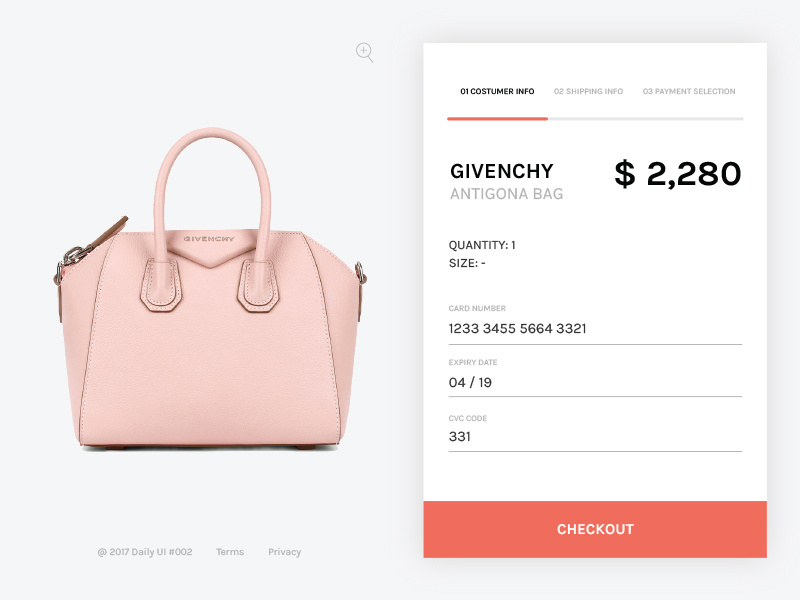 01 COSTUMER INFO 02 SHIPPING INFO 03 PAYMENT SELECTION
GIVENCHY
$ 2,280
ANTIGONA BAG
GIVENCHY
QUANTITY: 1
SIZE: -
CARD NUMBER
1233 3455 5664 3321
EXPIRY DATE
04 / 19
CVC CODE
331
CHECKOUT
@ 2017 Daily UI #002 Terms Privacy